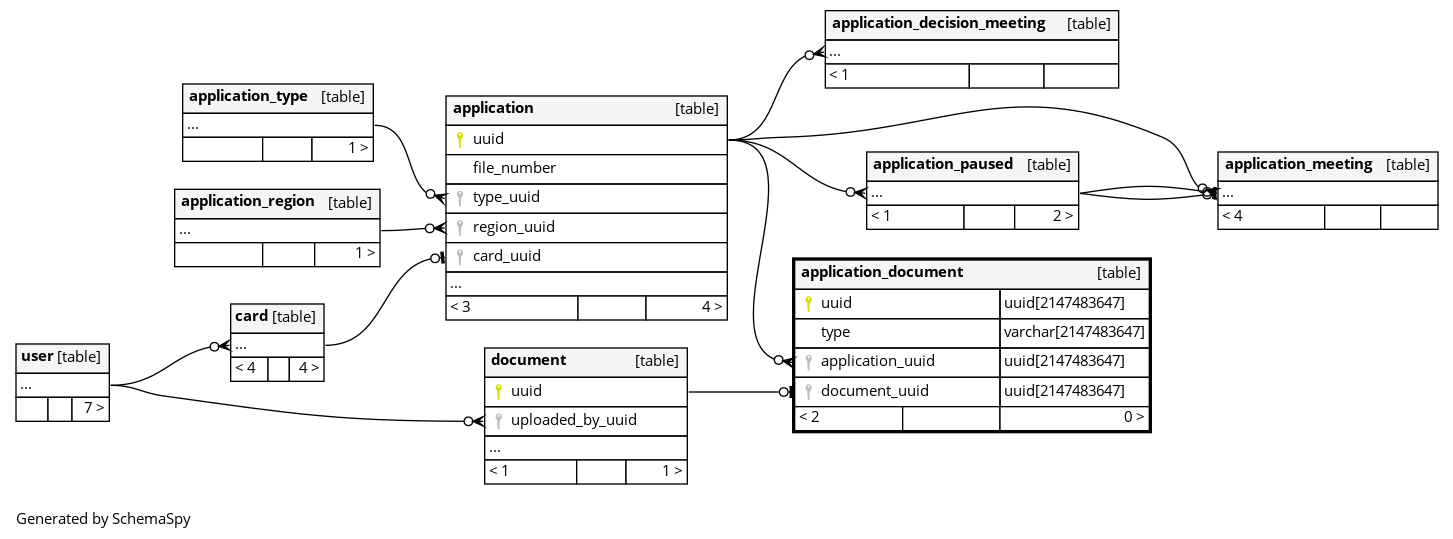 application_decision_meeting [table]
...
< 1
application_type [table]
...
1 >
application [table]
uuid
file_number
type_uuid
region_uuid
card_uuid
...
< 3 4 >
application_paused [table]
...
< 1 2 >
application_meeting [table]
...
< 4
application_region [table]
...
1 >
application_document [table]
uuid uuid[2147483647]
type varchar[2147483647]
application_uuid uuid[2147483647]
document_uuid uuid[2147483647]
< 2 0 >
card [table]
...
< 4 4 >
user [table]
...
7 >
document [table]
uuid
uploaded_by_uuid
...
< 1 1 >
Generated by SchemaSpy